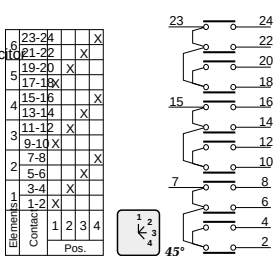 6 23-24 X
citor 21-22 X
5 19-20 X
17-18 X
4 15-16 X
13-14 X
3 11-12 X
9-10 X
2 7-8 X
5-6 X
1 3-4 X
1-2 X
Elements
Contact
1 2 3 4
Pos.
1
2
3
4
45°
23 24
22
20
18
15 16
14
12
10
7 8
6
4
2